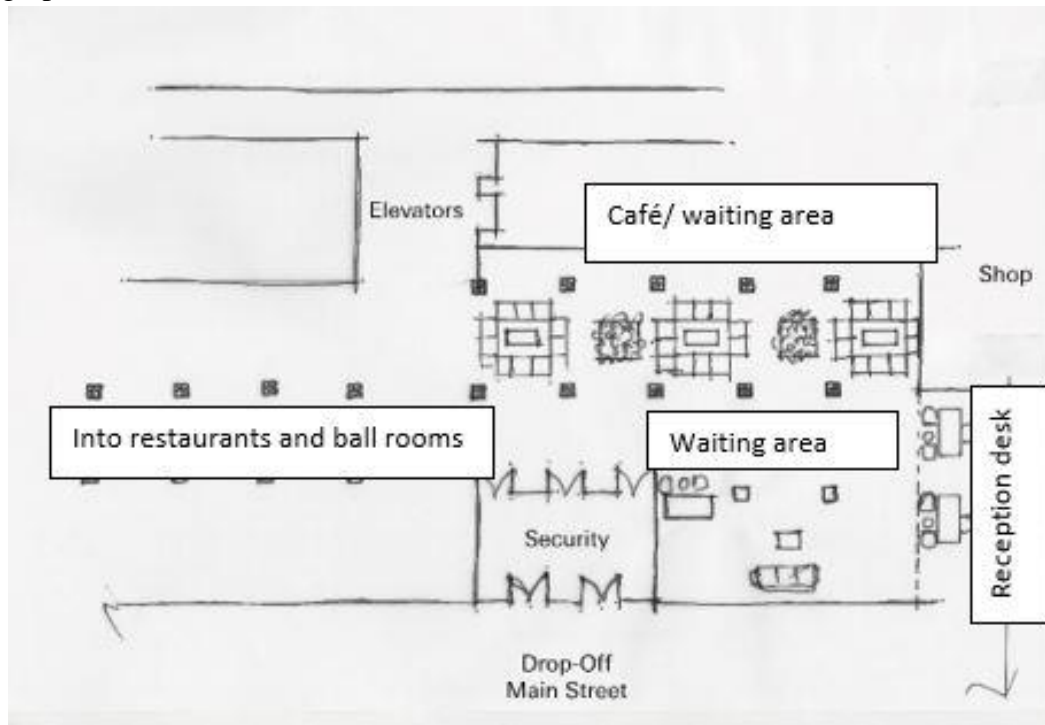 Elevators
Café/ waiting area
Shop
Into restaurants and ball rooms
Waiting area
Reception desk
Security
Drop-Off
Main Street